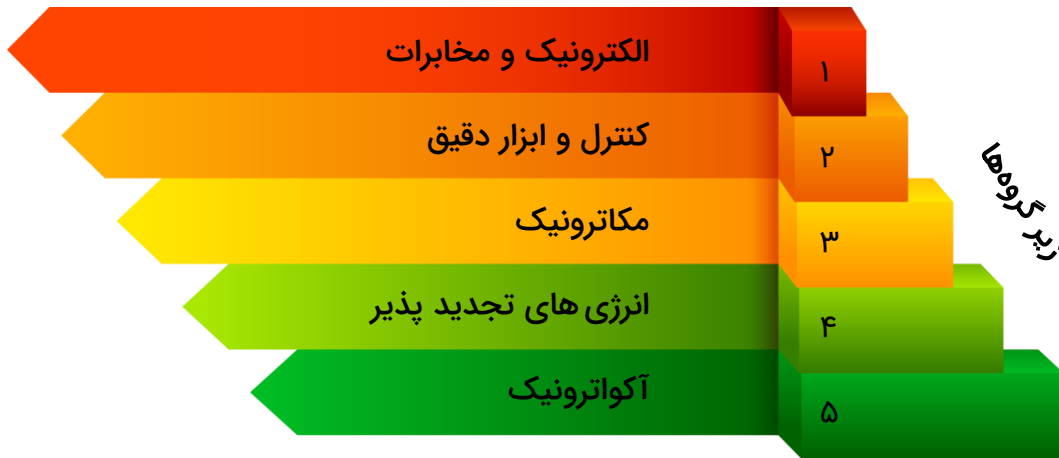 ۱ الکترونیک و مخابرات
۲ کنترل و ابزار دقیق
۳ مکاترونیک
۴ انرژی های تجدید پذیر
۵ آکواترونیک
زیر گروه‌ها